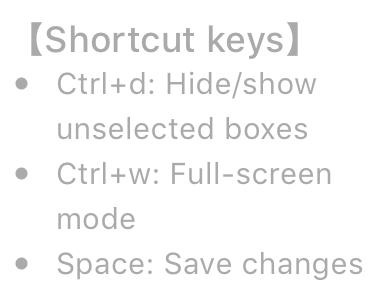 【Shortcut keys】
• Ctrl+d: Hide/show
unselected boxes
• Ctrl+w: Full-screen
mode
• Space: Save changes